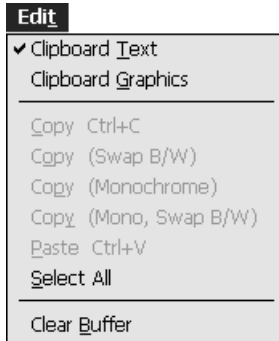 Edit
Clipboard Text
Clipboard Graphics
Copy Ctrl+C
Copy (Swap B/W)
Copy (Monochrome)
Copy (Mono, Swap B/W)
Paste Ctrl+V
Select All
Clear Buffer